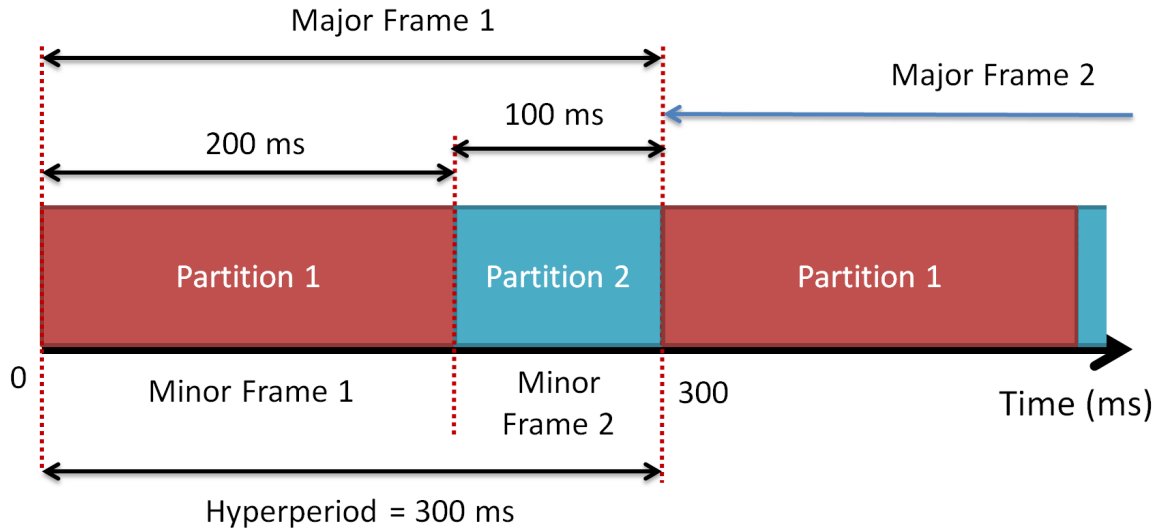 Major Frame 1
Major Frame 2
100 ms
200 ms
Partition 1
Partition 2
Partition 1
0
Minor Frame 1
Minor
Frame 2
300
Time (ms)
Hyperperiod = 300 ms